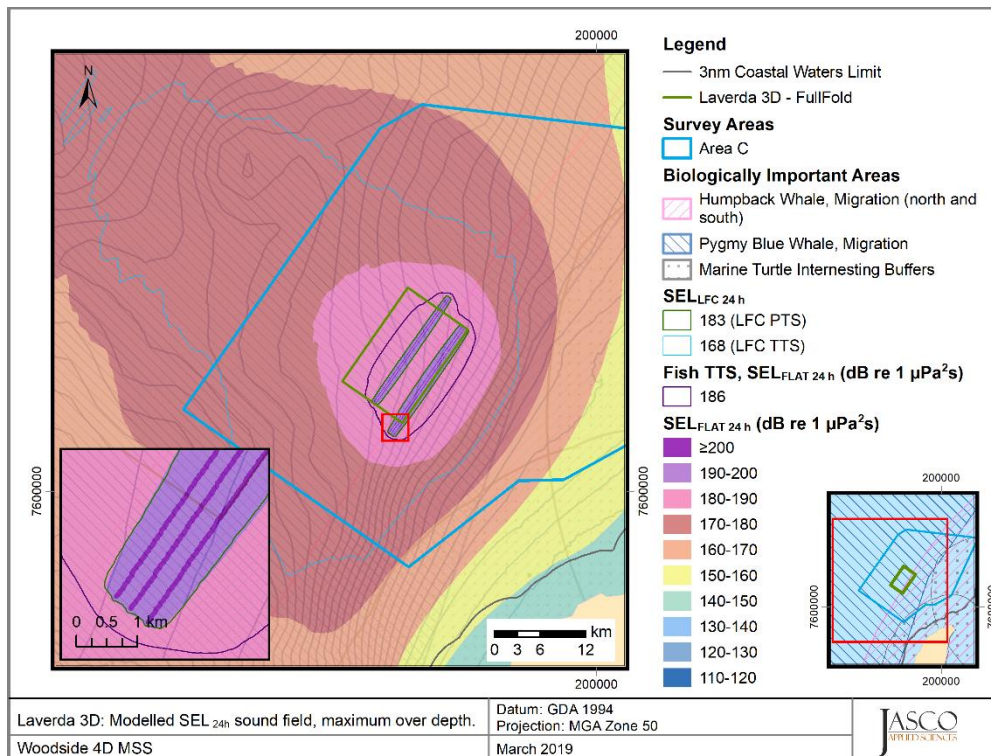 200000
N
7600000
7600000
0 0.5 1 km
km
0 3 6 12
200000
Legend
3nm Coastal Waters Limit
Laverda 3D - FullFold
Survey Areas
Area C
Biologically Important Areas
Humpback Whale, Migration (north and
south)
Pygmy Blue Whale, Migration
Marine Turtle Internesting Buffers
SELLFC 24 h
183 (LFC PTS)
168 (LFC TTS)
Fish TTS, SELFLAT 24 h (dB re 1 µPa²s)
186
SELFLAT 24 h (dB re 1 µPa²s)
≥200
190-200
180-190
170-180
160-170
150-160
140-150
130-140
120-130
110-120
200000
7600000
7600000
200000
Laverda 3D: Modelled SEL 24h sound field, maximum over depth.
Woodside 4D MSS
Datum: GDA 1994
Projection: MGA Zone 50
March 2019
JASCO
APPLIED SCIENCES